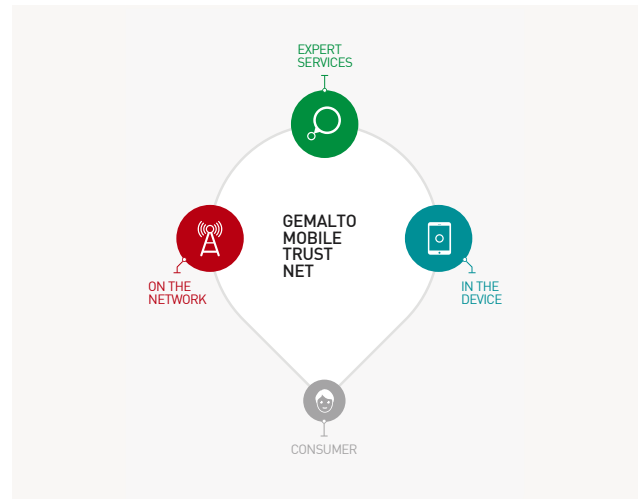 EXPERT
SERVICES
GEMALTO
MOBILE
TRUST
NET
ON THE
NETWORK
IN THE
DEVICE
CONSUMER